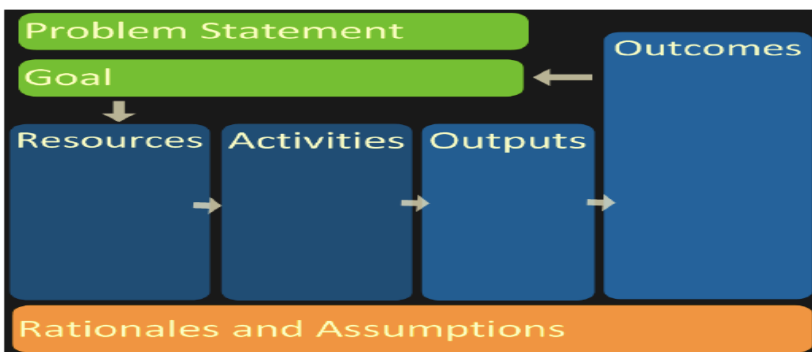 Problem Statement
Goal
Outcomes
Resources
Activities
Outputs
Rationales and Assumptions